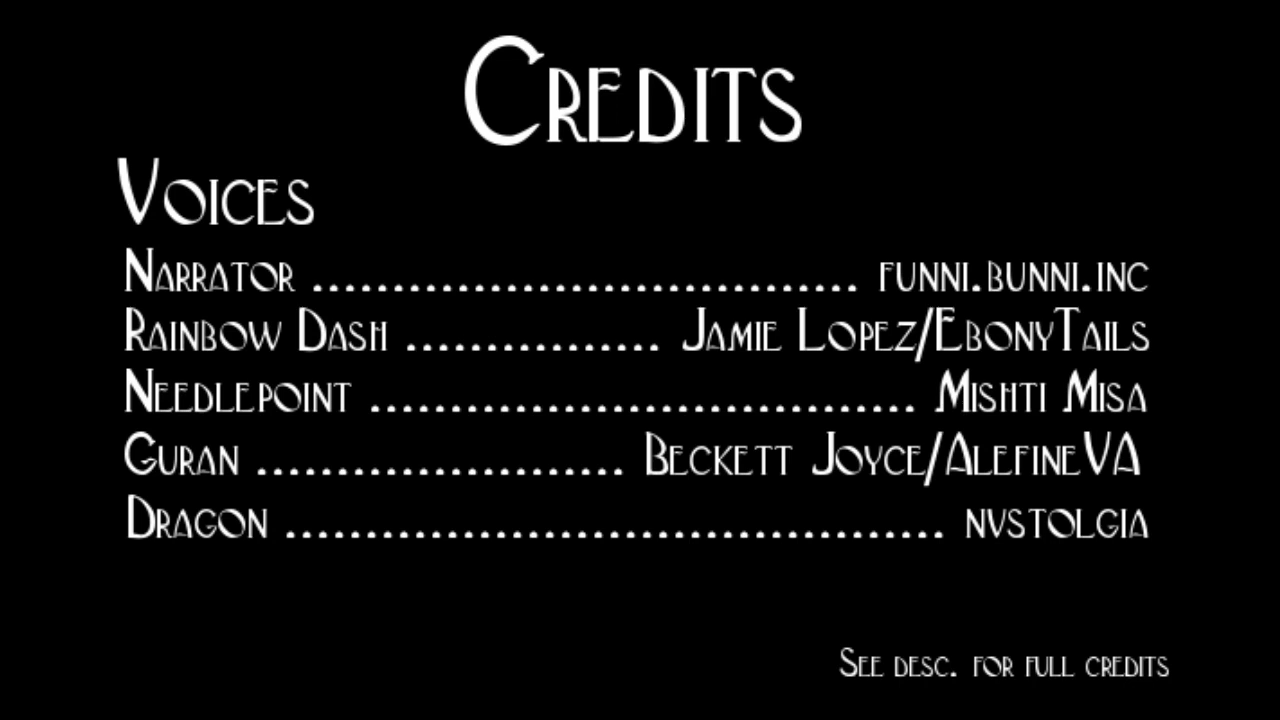 Credits
Voices
Narrator .................................. funni.bunni.inc
Rainbow Dash ................ Jamie Lopez/EbonyTails
Needlepoint .................................. Mishti Misa
Guran ....................... Beckett Joyce/AlefineVA
Dragon ......................................... nvstolgia
See desc. for full credits